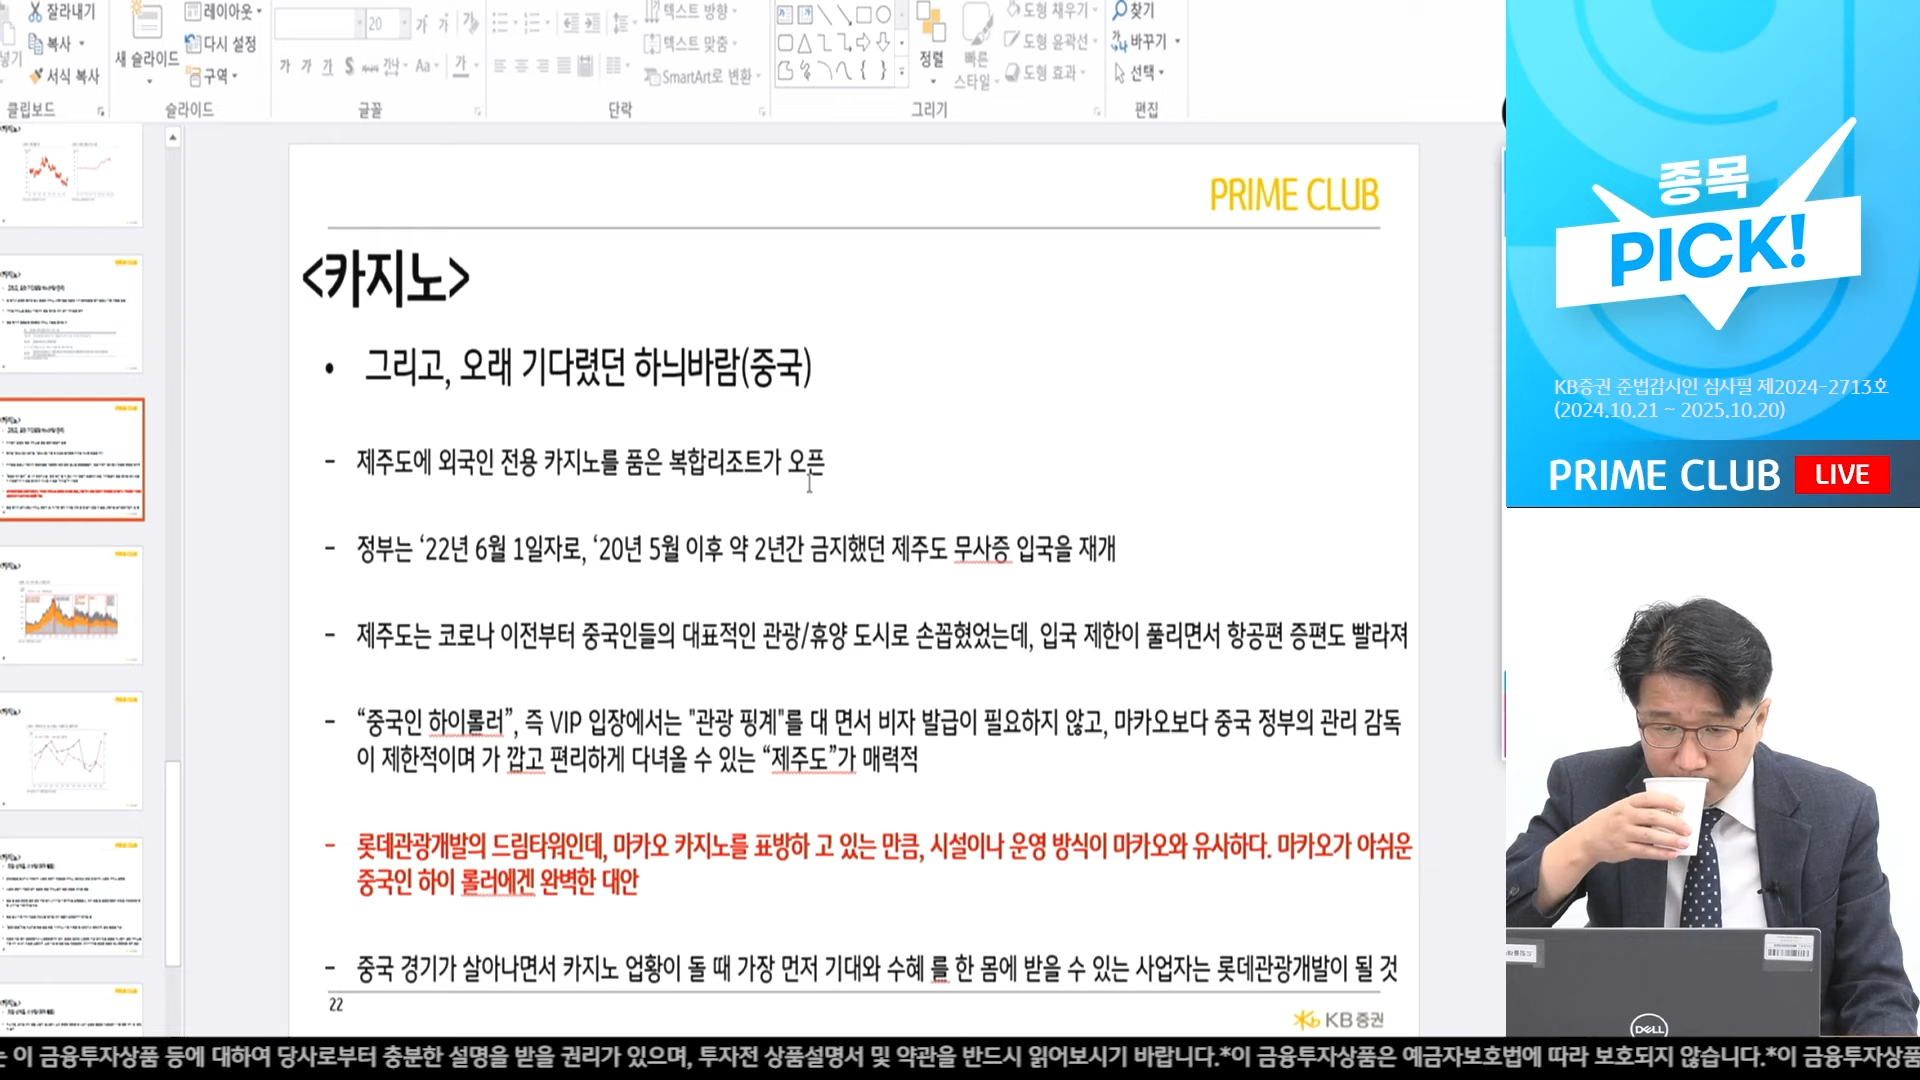 잘라내기
복사
서식 복사
클립보드
새 슬라이드
레이아웃
다시 설정
구역
슬라이드
20
글꼴
텍스트 방향
텍스트 맞춤
SmartArt로 변환
단락
정렬
빠른
스타일
도형 채우기
도형 윤곽선
도형 효과
그리기
찾기
바꾸기
선택
편집
PRIME CLUB
<카지노>
• 그리고, 오래 기다렸던 하늬바람(중국)
- 제주도에 외국인 전용 카지노를 품은 복합리조트가 오픈
- 정부는 ‘22년 6월 1일자로, ‘20년 5월 이후 약 2년간 금지했던 제주도 무사증 입국을 재개
- 제주도는 코로나 이전부터 중국인들의 대표적인 관광/휴양 도시로 손꼽혔었는데, 입국 제한이 풀리면서 항공편 증편도 빨라져
- “중국인 하이롤러”, 즉 VIP 입장에서는 "관광 핑계"를 대 면서 비자 발급이 필요하지 않고, 마카오보다 중국 정부의 관리 감독
이 제한적이며 가 깝고 편리하게 다녀올 수 있는 “제주도”가 매력적
- 롯데관광개발의 드림타워인데, 마카오 카지노를 표방하 고 있는 만큼, 시설이나 운영 방식이 마카오와 유사하다. 마카오가 아쉬운
중국인 하이 롤러에겐 완벽한 대안
- 중국 경기가 살아나면서 카지노 업황이 돌 때 가장 먼저 기대와 수혜 를 한 몸에 받을 수 있는 사업자는 롯데관광개발이 될 것
22
KB증권
종목
PICK!
KB증권 준법감시인 심사필 제2024-2713호
(2024.10.21 ~ 2025.10.20)
PRIME CLUB LIVE
DELL
이 금융투자상품 등에 대하여 당사로부터 충분한 설명을 받을 권리가 있으며, 투자전 상품설명서 및 약관을 반드시 읽어보시기 바랍니다.*이 금융투자상품은 예금자보호법에 따라 보호되지 않습니다.*이 금융투자상품